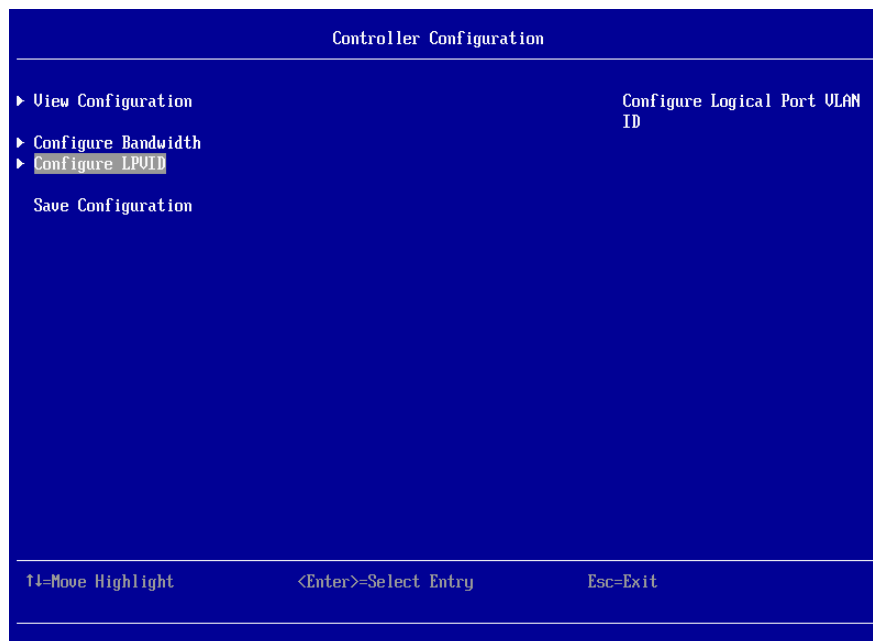 Controller Configuration
View Configuration
Configure Logical Port VLAN
ID
Configure Bandwidth
Configure LPVID
Save Configuration
↑↓=Move Highlight <Enter>=Select Entry Esc=Exit